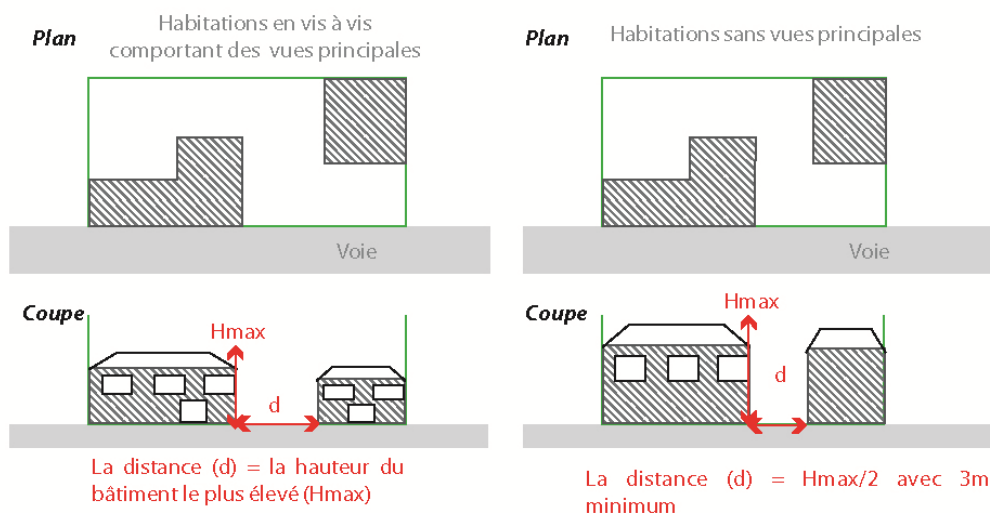 Plan
Habitations en vis à vis
comportant des vues principales
Voie
Coupe
Hmax
d
La distance (d) = la hauteur du
bâtiment le plus élevé (Hmax)
Plan
Habitations sans vues principales
Voie
Coupe
Hmax
d
La distance (d) = Hmax/2 avec 3m
minimum